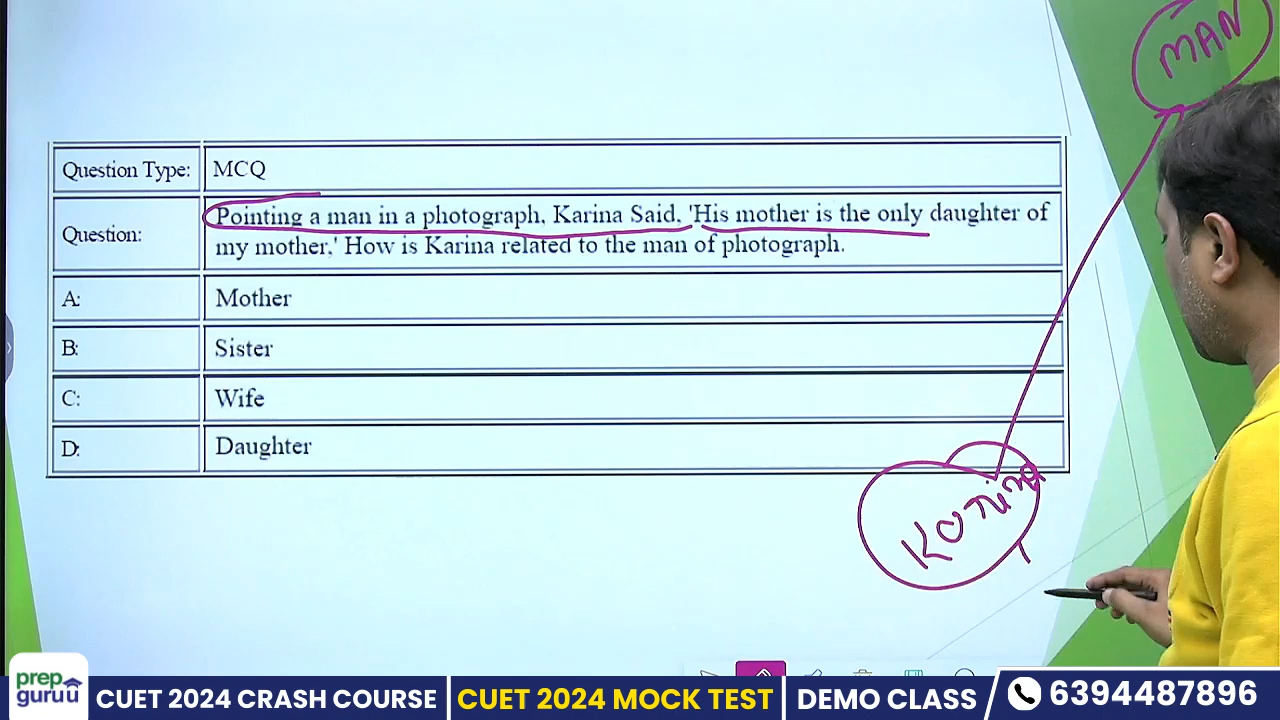 MAN
Question Type: MCQ
Question: Pointing a man in a photograph, Karina Said, 'His mother is the only daughter of
my mother,' How is Karina related to the man of photograph.
A: Mother
B: Sister
C: Wife
D: Daughter
prep
guruu
CUET 2024 CRASH COURSE
CUET 2024 MOCK TEST
DEMO CLASS
6394487896